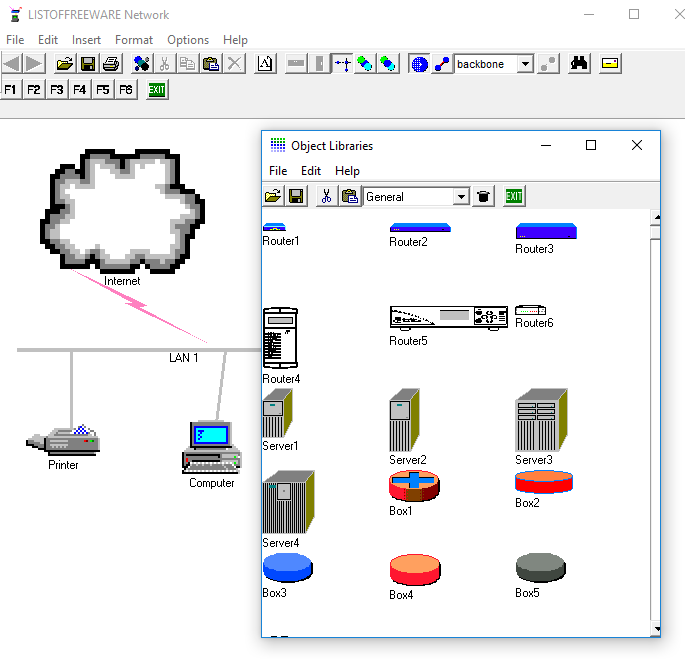 LISTOFFREEWARE Network
File Edit Insert Format Options Help
A backbone
F1 F2 F3 F4 F5 F6 EXIT
Object Libraries
File Edit Help
General EXIT
Router1 Router2 Router3
Internet
Router6
Router5
LAN 1
Router4
Server1 Server2 Server3
Printer
Computer
Box1 Box2
Server4
Box3 Box4 Box5